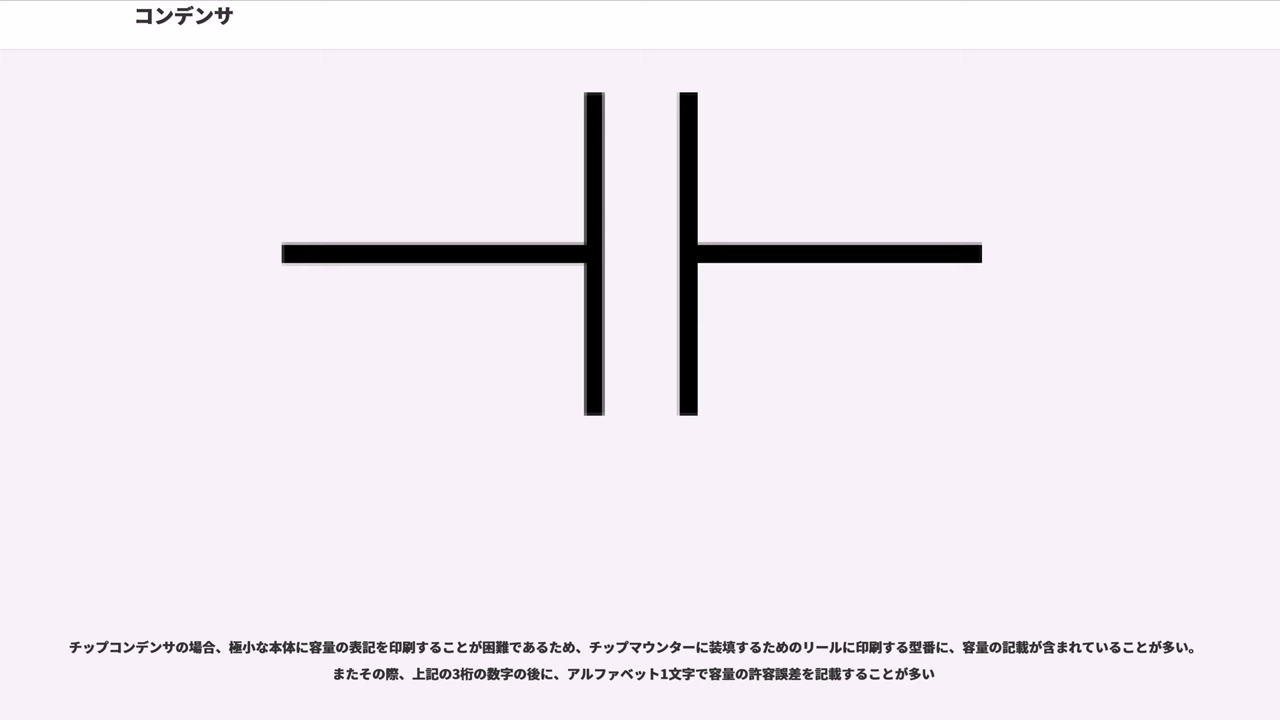 コンデンサ
チップコンデンサの場合、極小な本体に容量の表記を印刷することが困難であるため、チップマウンターに装填するためのリールに印刷する型番に、容量の記載が含まれていることが多い。
またその際、上記の3桁の数字の後に、アルファベット1文字で容量の許容誤差を記載することが多い